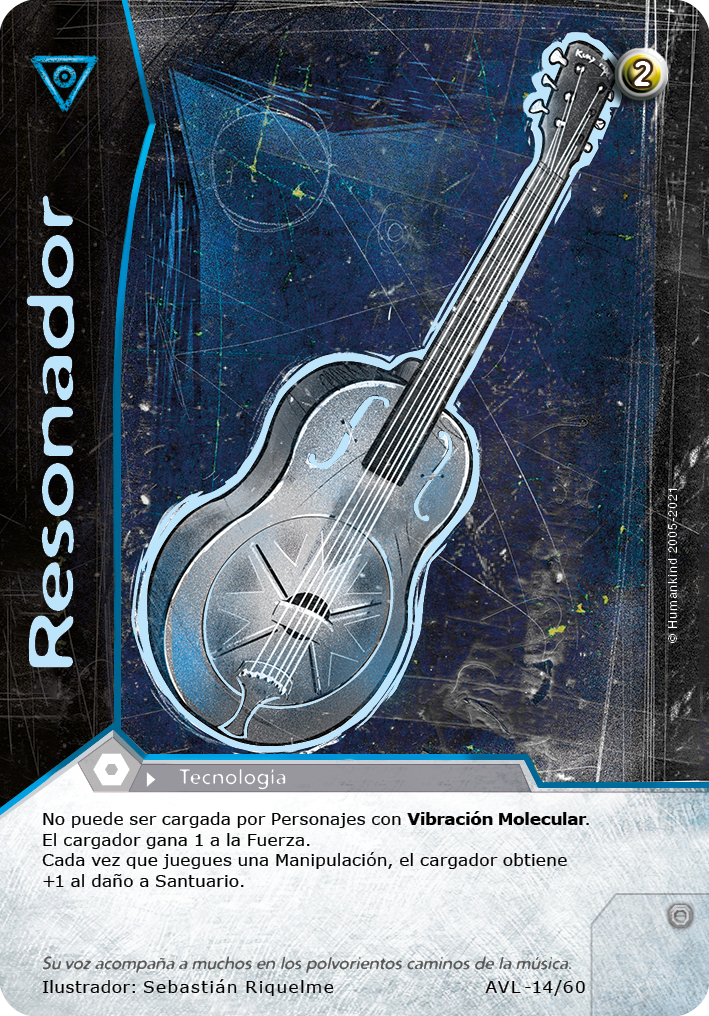 2
Resonador
© Humankind 2005-2021
Tecnología
No puede ser cargada por Personajes con Vibración Molecular.
El cargador gana 1 a la Fuerza.
Cada vez que juegues una Manipulación, el cargador obtiene
+1 al daño a Santuario.
Su voz acompaña a muchos en los polvorientos caminos de la música.
Ilustrador: Sebastián Riquelme AVL -14/60